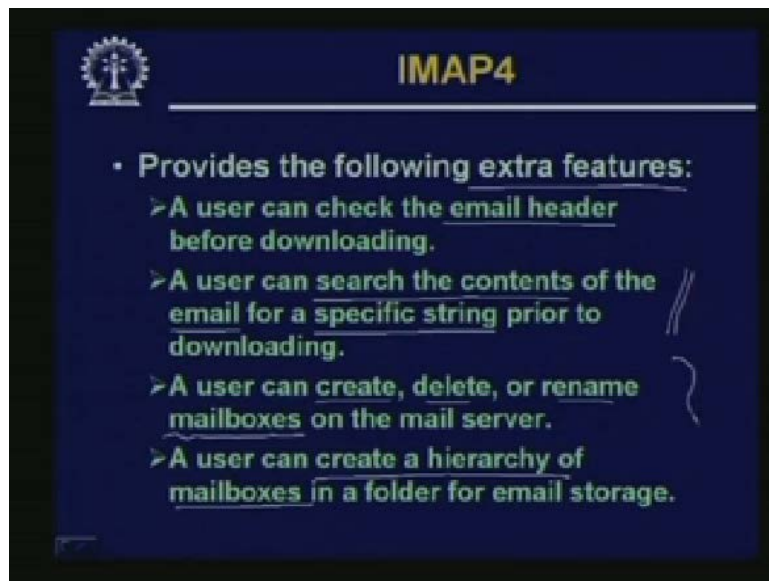 IMAP4
• Provides the following extra features:
➢A user can check the email header
before downloading.
➢A user can search the contents of the
email for a specific string prior to
downloading.
➢A user can create, delete, or rename
mailboxes on the mail server.
➢A user can create a hierarchy of
mailboxes in a folder for email storage.